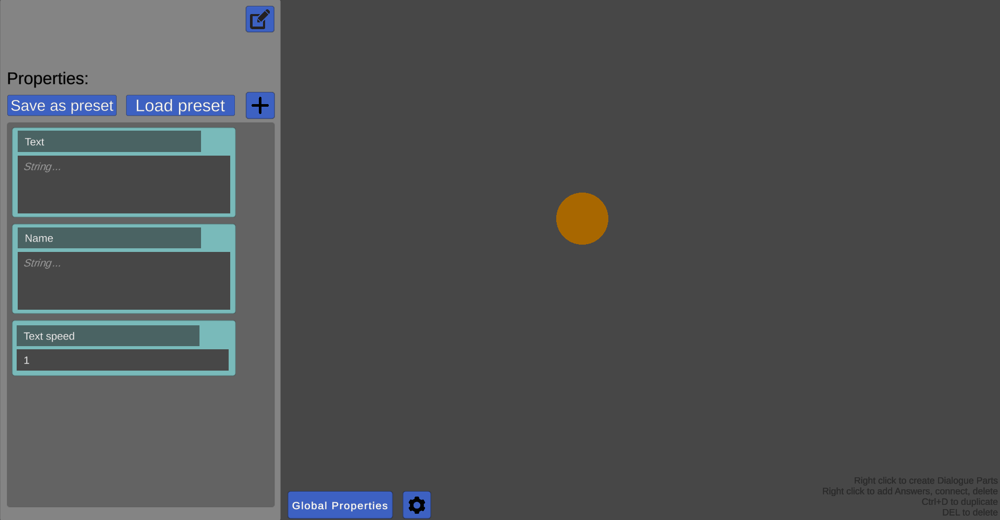 Properties:
Save as preset
Load preset
Text
String...
Name
String...
Text speed
1
Global Properties
Right click to create Dialogue Parts
Right click to add Answers, connect, delete
Ctrl+D to duplicate
DEL to delete